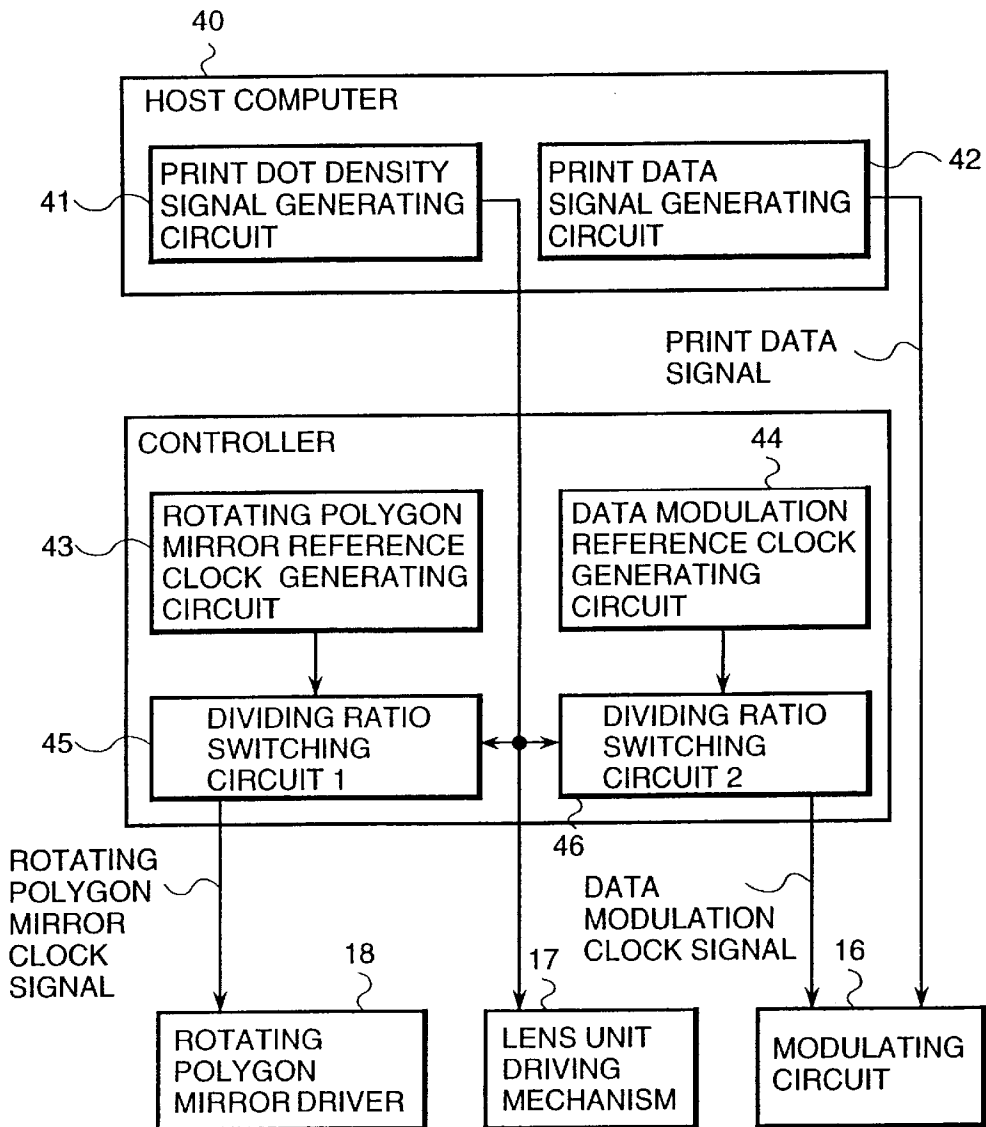 40
HOST COMPUTER
41
PRINT DOT DENSITY
SIGNAL GENERATING
CIRCUIT
PRINT DATA
SIGNAL GENERATING
CIRCUIT
42
PRINT DATA
SIGNAL
CONTROLLER
44
43
ROTATING POLYGON
MIRROR REFERENCE
CLOCK GENERATING
CIRCUIT
DATA MODULATION
REFERENCE CLOCK
GENERATING
CIRCUIT
45
DIVIDING RATIO
SWITCHING
CIRCUIT 1
DIVIDING RATIO
SWITCHING
CIRCUIT 2
46
ROTATING
POLYGON
MIRROR
CLOCK
SIGNAL
DATA
MODULATION
CLOCK SIGNAL
18
17
16
ROTATING
POLYGON
MIRROR DRIVER
LENS UNIT
DRIVING
MECHANISM
MODULATING
CIRCUIT